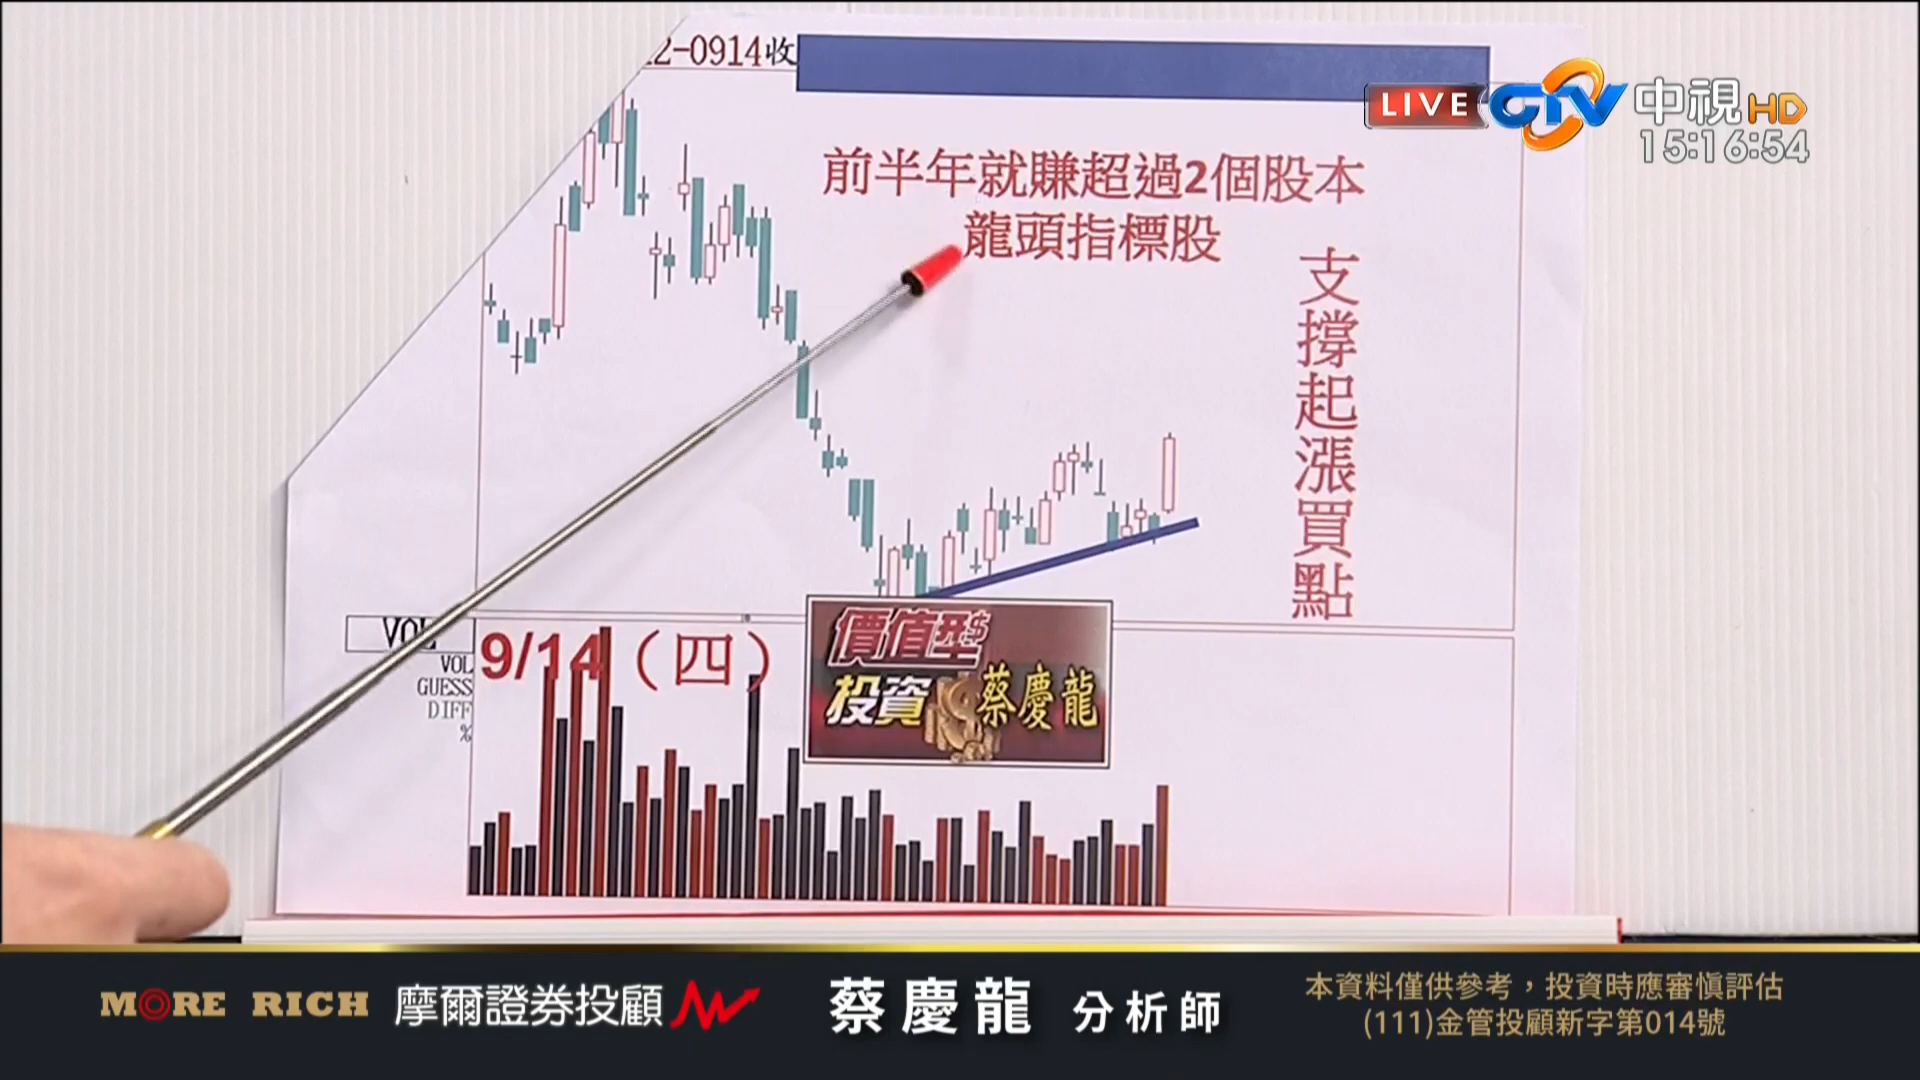 2-0914收
LIVE CTV 中視HD
15:16:54
前半年就賺超過2個股本
龍頭指標股
支撐起漲買點
VOL
9/14（四）
VOL
GUESS
DIFF
%
價值型$
投資 蔡慶龍
MORE RICH 摩爾證券投顧
蔡慶龍 分析師
本資料僅供參考，投資時應審慎評估
(111)金管投顧新字第014號